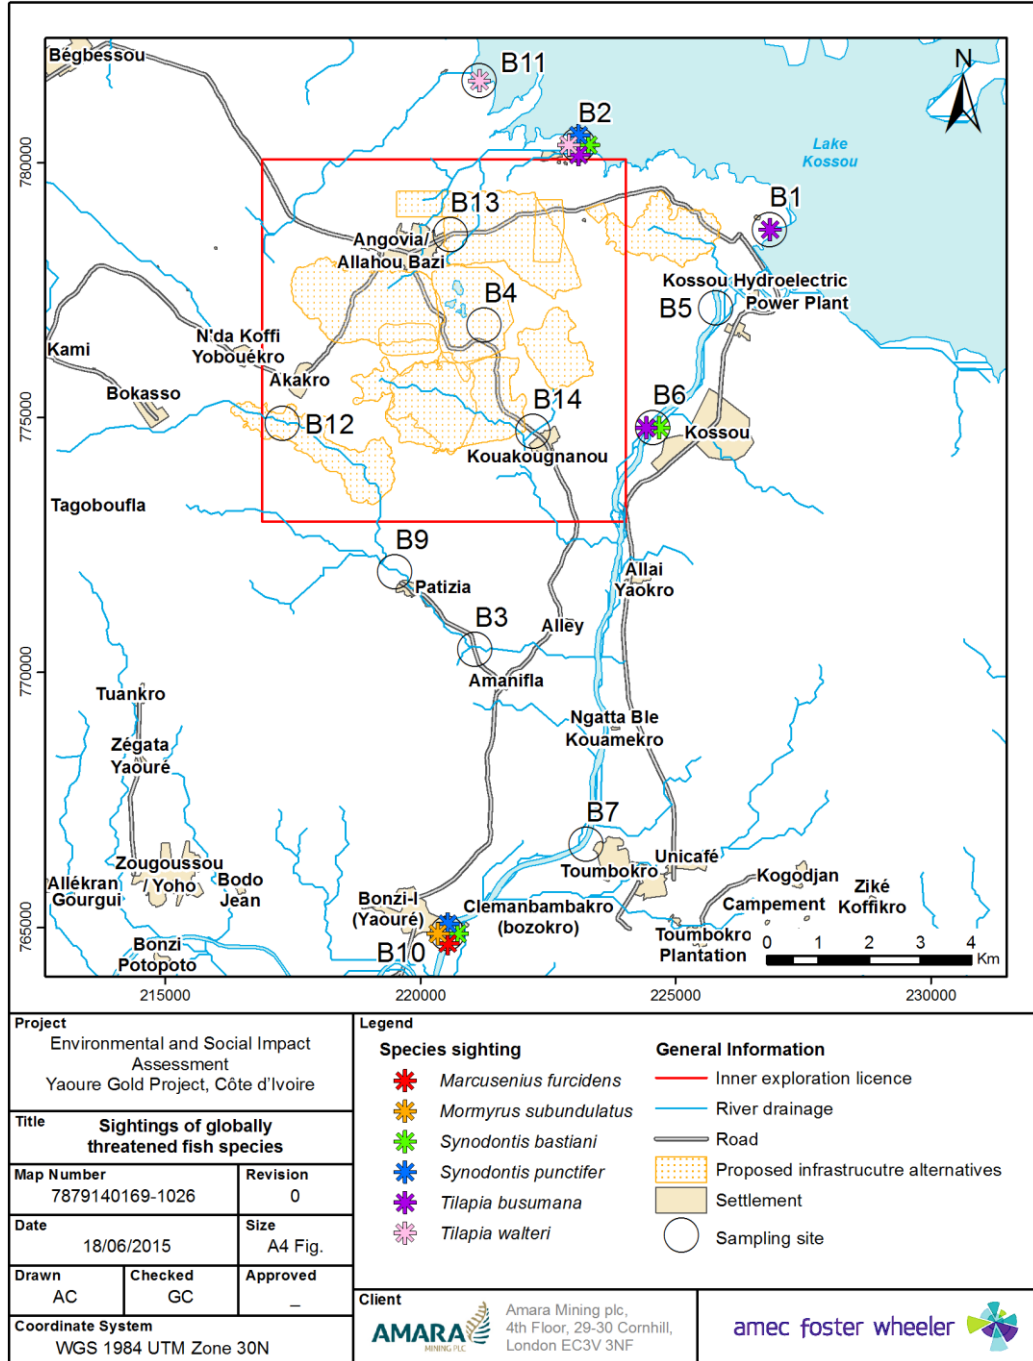 Bégbessou
B11
B2
N
Lake
Kossou
780000
B13
B1
Angovia/
Allahou Bazi
Kossou Hydroelectric
Power Plant
B4
B5
N'da Koffi
Yobouékro
Kami
Akakro
Bokasso
B14
B6
775000
B12
Kossou
Kouakougnanou
Tagoboufla
B9
Patizia
Allai
Yaokro
B3
Alley
770000
Amanifla
Tuankro
Ngatta Ble
Kouamekro
Zégata
Yaouré
B7
Zougoussou
/ Yoho
Unicafé
Toumbokro
Kogodjan
Allékran
Gourgui
Bodo
Jean
Bonzi-I
(Yaouré)
Clemanbambakro
(bozokro)
Campement
Ziké
Koffikro
765000
B10
Toumbokro
Plantation
Bonzi
Potopoto
0 1 2 3 4
Km
215000 220000 225000 230000
Project
Environmental and Social Impact
Assessment
Yaoure Gold Project, Côte d'Ivoire
Title
Sightings of globally
threatened fish species
Map Number
7879140169-1026
Revision
0
Date
18/06/2015
Size
A4 Fig.
Drawn
AC
Checked
GC
Approved
_
Coordinate System
WGS 1984 UTM Zone 30N
Legend
Species sighting
Marcusenius furcidens
Mormyrus subundulatus
Synodontis bastiani
Synodontis punctifer
Tilapia busumana
Tilapia walteri
General Information
Inner exploration licence
River drainage
Road
Proposed infrastrucutre alternatives
Settlement
Sampling site
Client
AMARA
MINING PLC
Amara Mining plc,
4th Floor, 29-30 Cornhill,
London EC3V 3NF
amec foster wheeler